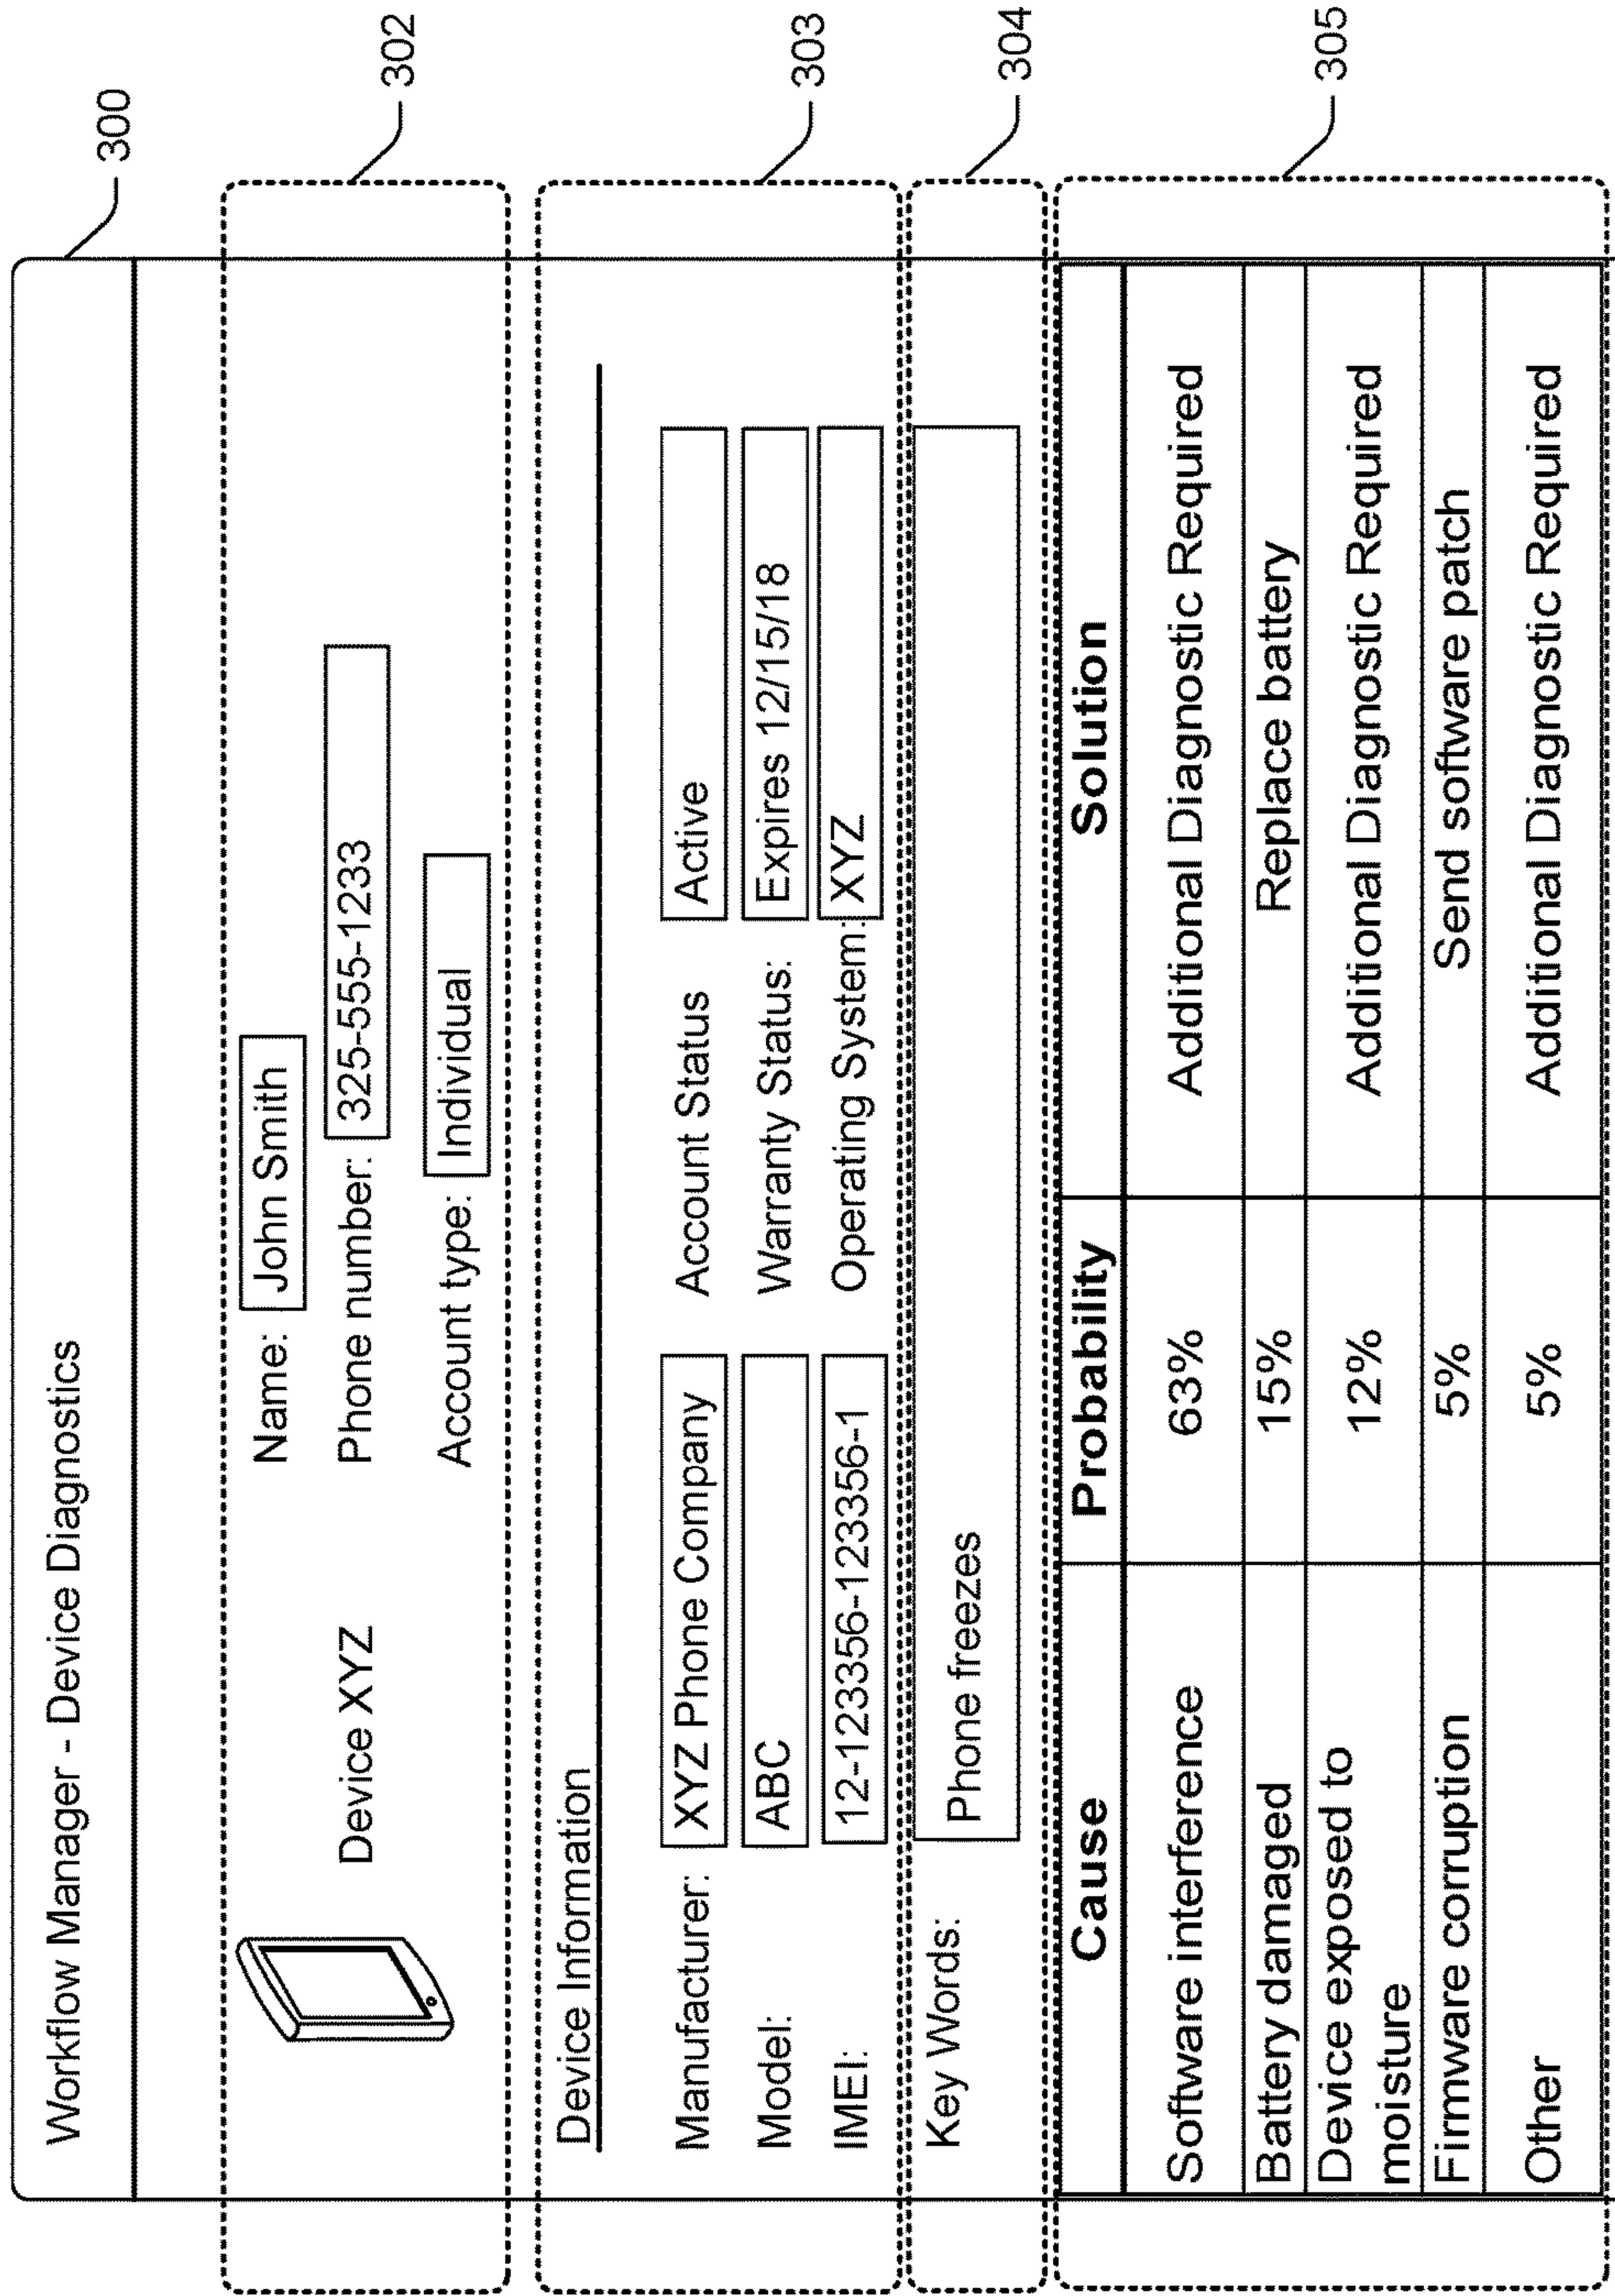 Workflow Manager - Device Diagnostics
300
Device XYZ
Name: John Smith
Phone number: 325-555-1233
Account type: Individual
302
Device Information
Manufacturer: XYZ Phone Company Account Status Active
Model: ABC Warranty Status: Expires 12/15/18
IMEI: 12-123356-123356-1 Operating System: XYZ
303
Key Words: Phone freezes
304
Cause Probability Solution
Software interference 63% Additional Diagnostic Required
Battery damaged 15% Replace battery
Device exposed to
moisture 12% Additional Diagnostic Required
Firmware corruption 5% Send software patch
Other 5% Additional Diagnostic Required
305